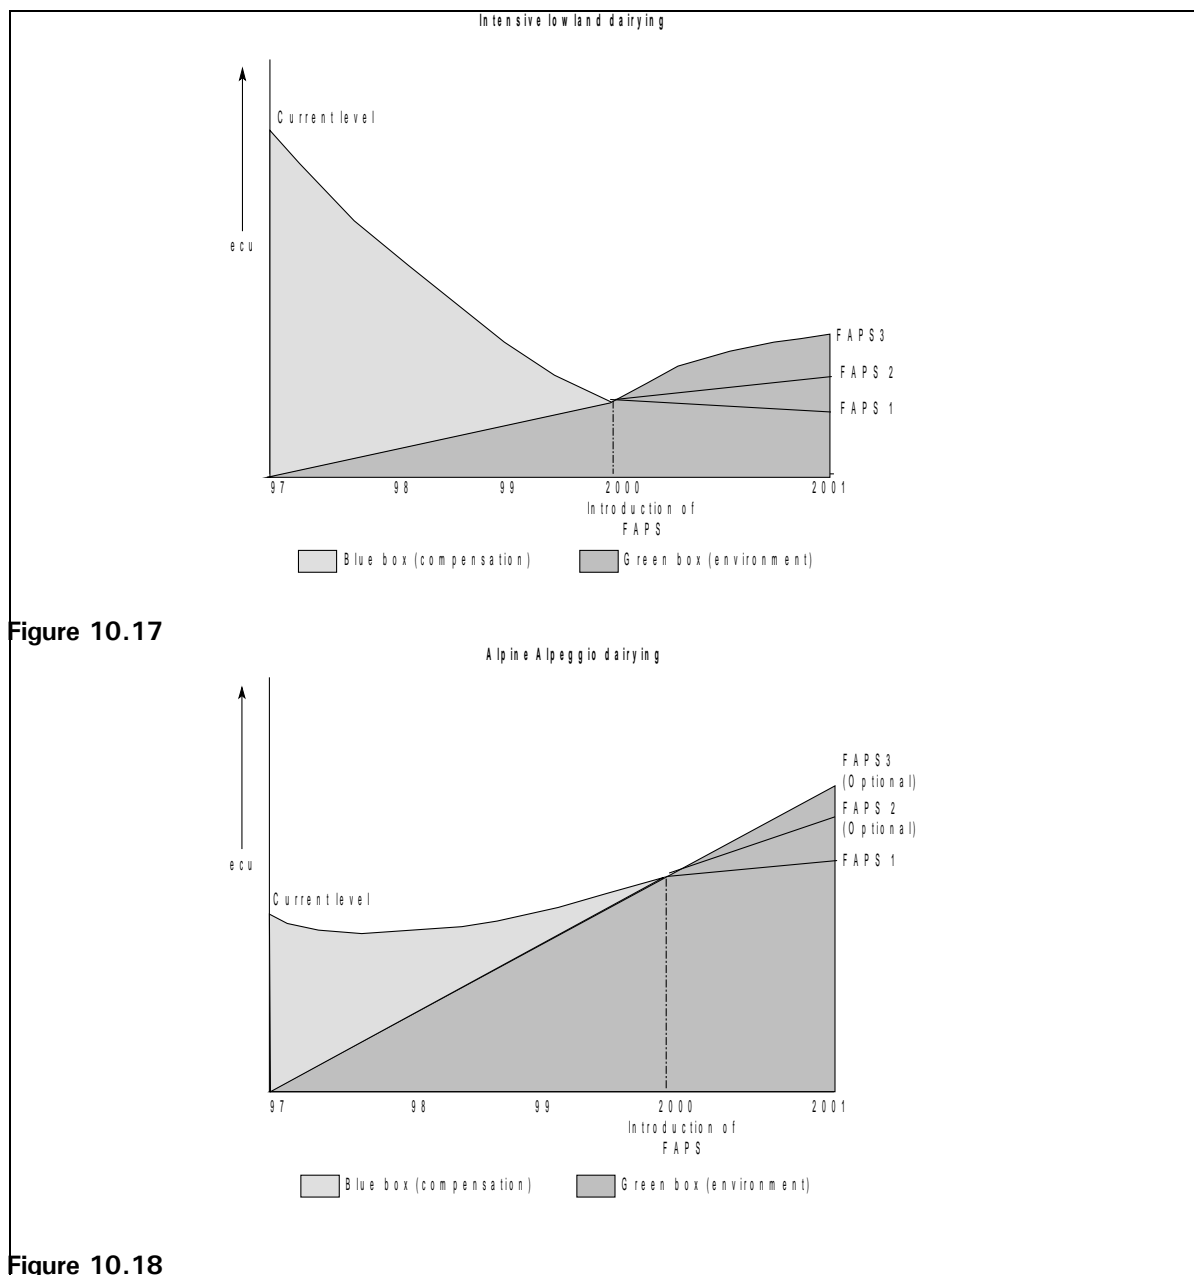 Intensive lowland dairying
Current level
ecu
FAPS3
FAPS 2
FAPS 1
97 98 99 2000 2001
Introduction of
FAPS
Blue box (compensation) Green box (environment)
Figure 10.17
Alpine Alpeggio dairying
FAPS3
(Optional)
FAPS 2
(Optional)
FAPS 1
ecu
Current level
97 98 99 2000 2001
Introduction of
FAPS
Blue box (compensation) Green box (environment)
Figure 10.18